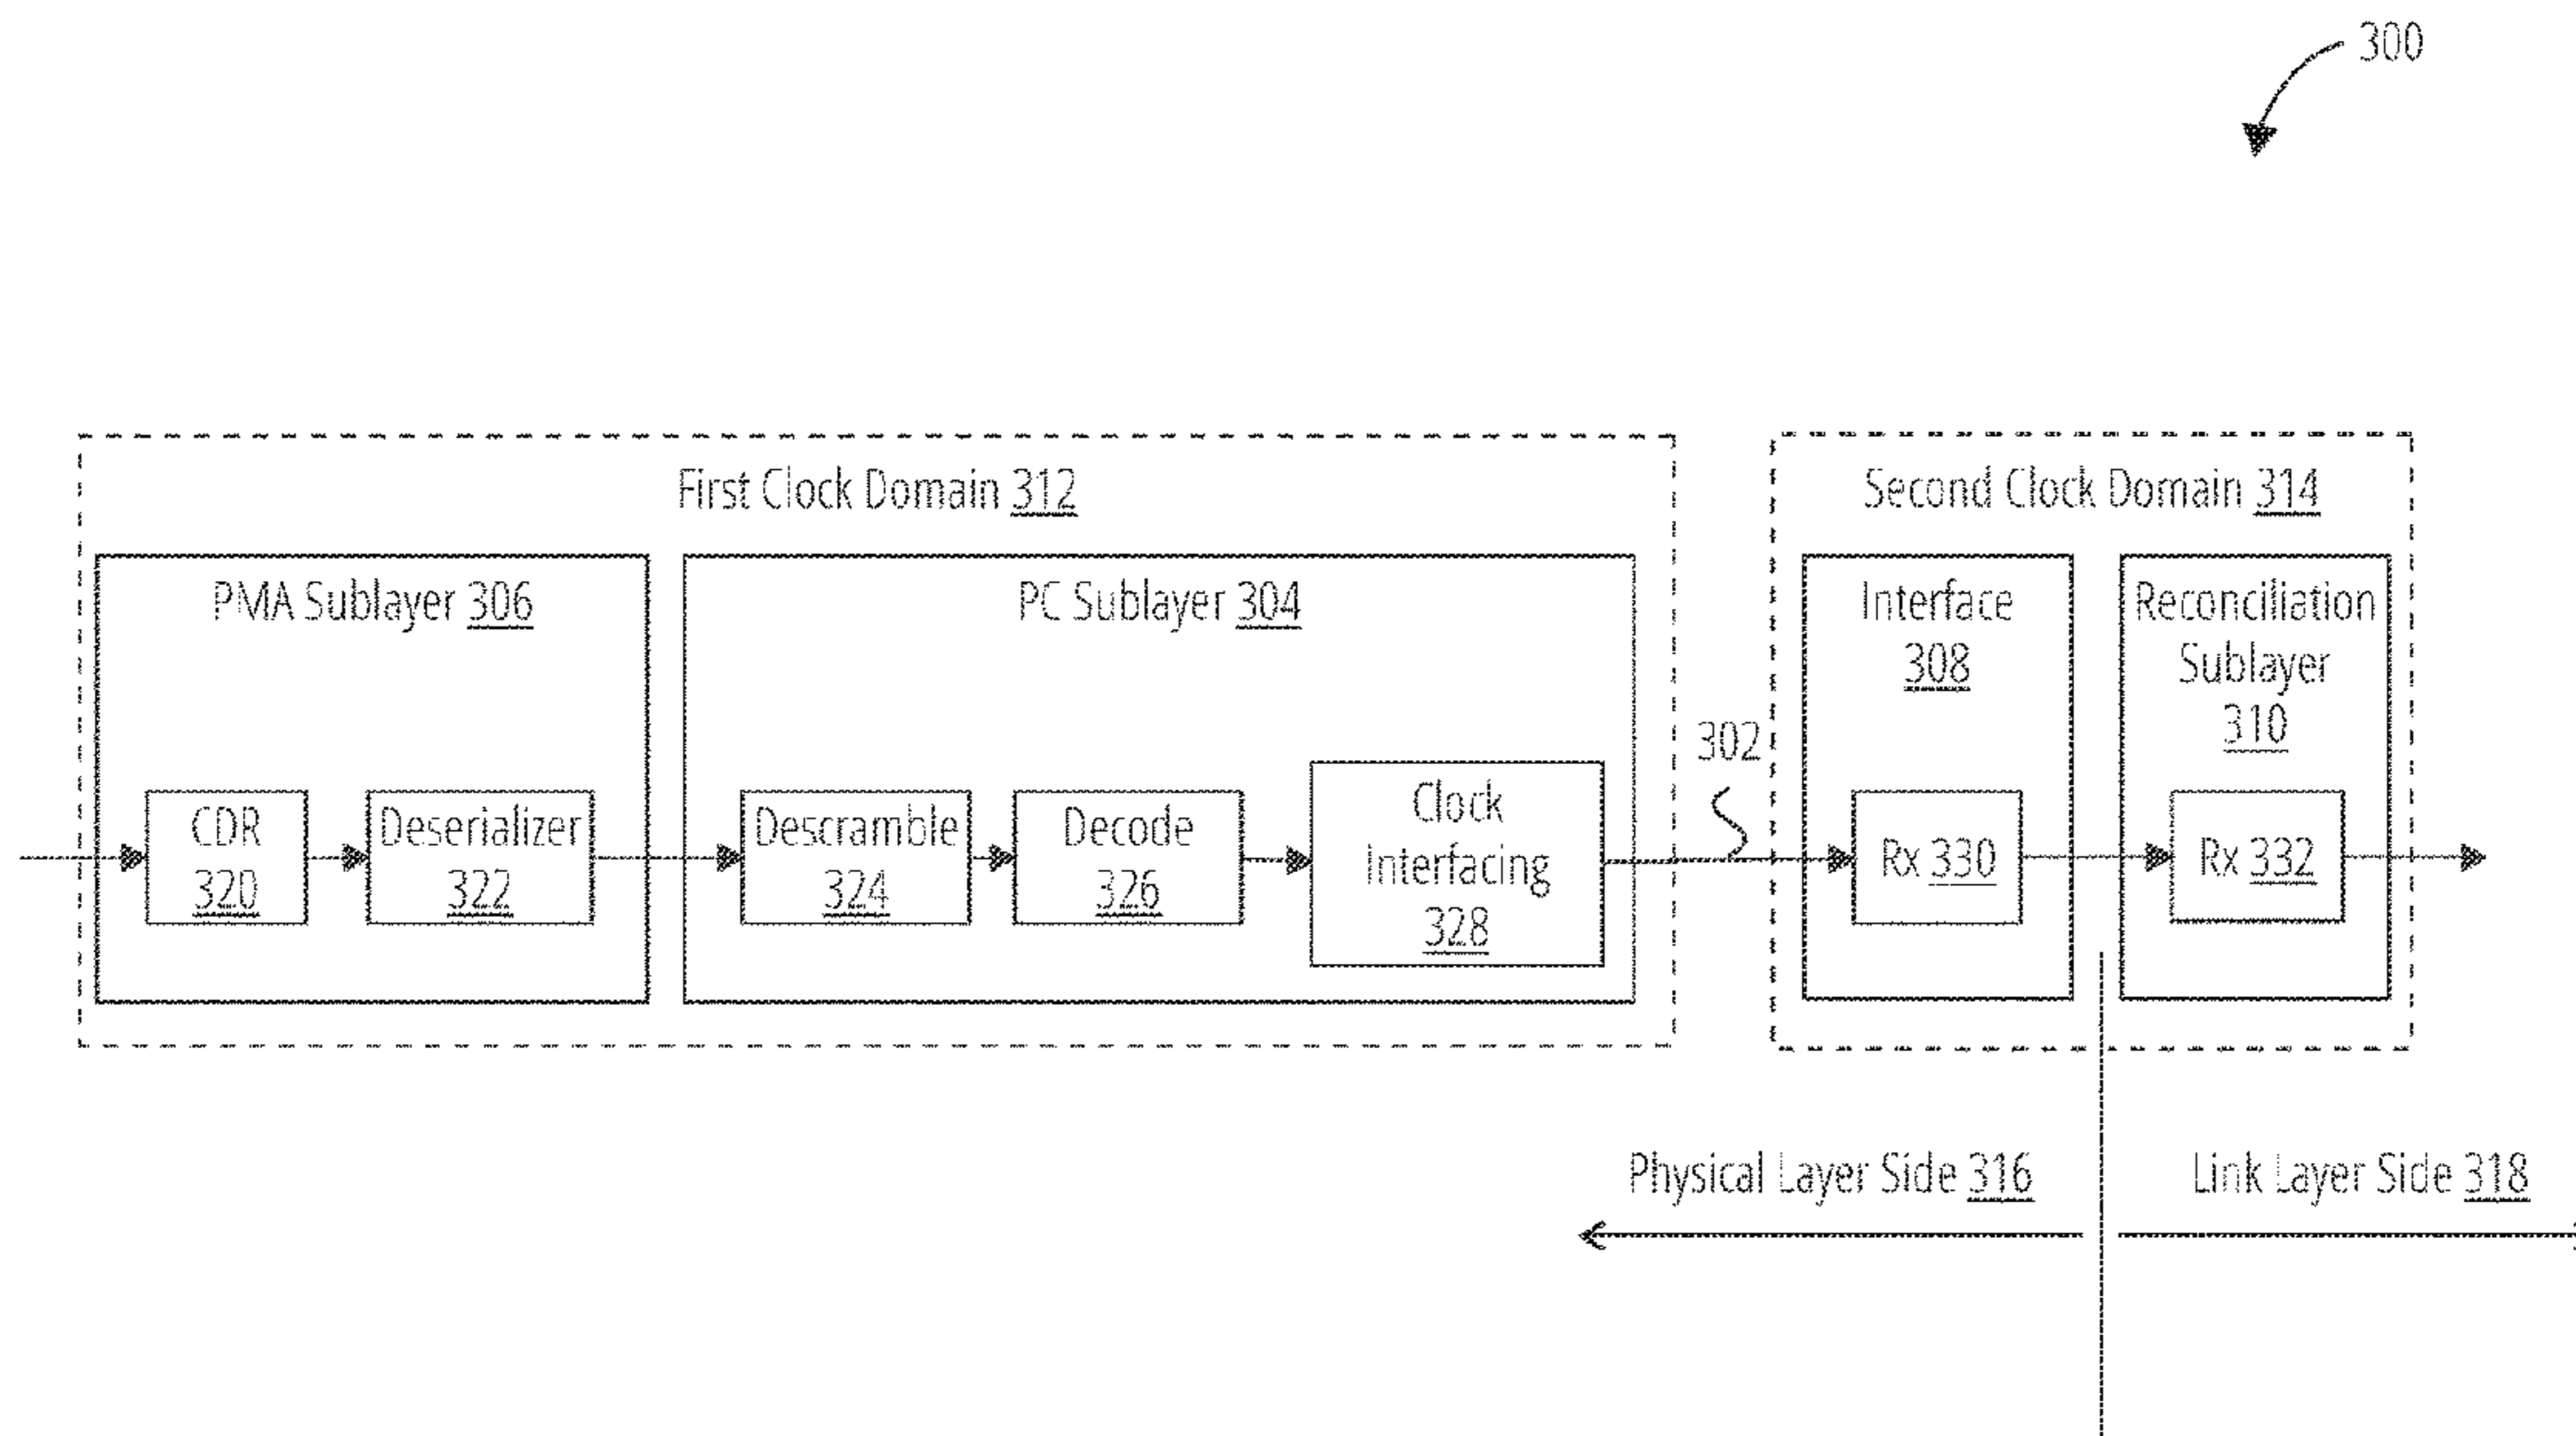 300
First Clock Domain 312
Second Clock Domain 314
PMA Sublayer 306
PC Sublayer 304
Interface
308
Reconciliation
Sublayer
310
302
CDR
320
Deserializer
322
Descramble
324
Decode
326
Clock
Interfacing
328
Rx 330
Rx 332
Physical Layer Side 316
Link Layer Side 318